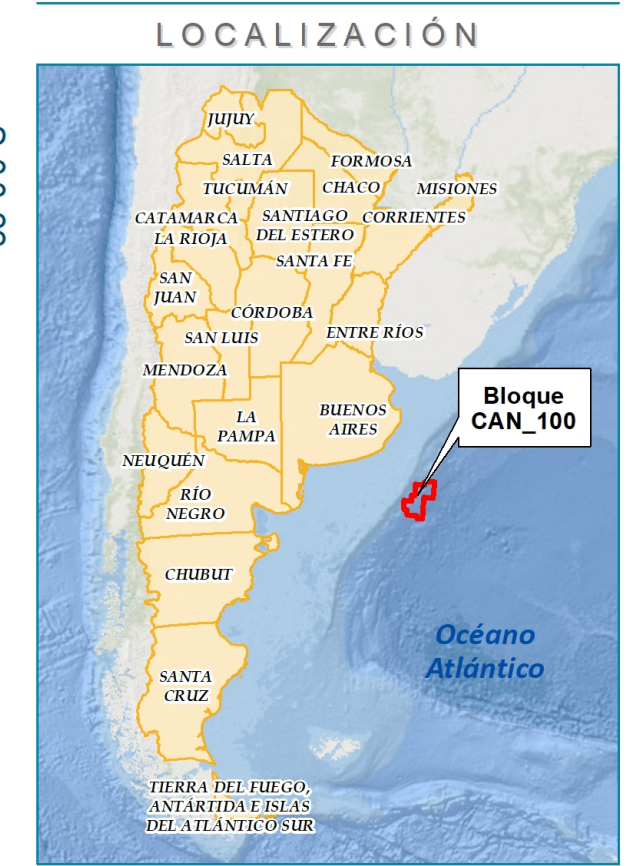 LOCALIZACIÓN
JUJUY
SALTA
FORMOSA
TUCUMÁN
CHACO
MISIONES
CATAMARCA
SANTIAGO
DEL ESTERO
CORRIENTES
LA RIOJA
SANTA FE
SAN
JUAN
CÓRDOBA
SAN LUIS
ENTRE RÍOS
MENDOZA
Bloque
CAN_100
LA
PAMPA
BUENOS
AIRES
NEUQUÉN
RÍO
NEGRO
CHUBUT
Océano
Atlántico
SANTA
CRUZ
TIERRA DEL FUEGO,
ANTÁRTIDA E ISLAS
DEL ATLÁNTICO SUR